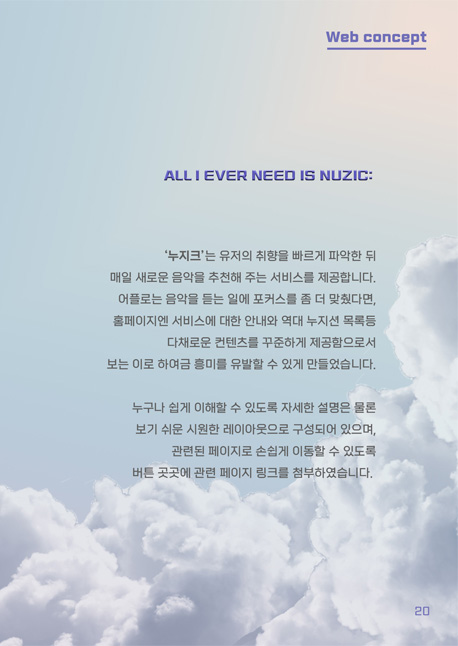 Web concept
ALL I EVER NEED IS NUZIC:
‘누지크’는 유저의 취향을 빠르게 파악한 뒤
매일 새로운 음악을 추천해 주는 서비스를 제공합니다.
어플로는 음악을 듣는 일에 포커스를 좀 더 맞췄다면,
홈페이지엔 서비스에 대한 안내와 역대 누지션 목록등
다채로운 컨텐츠를 꾸준하게 제공함으로서
보는 이로 하여금 흥미를 유발할 수 있게 만들었습니다.
누구나 쉽게 이해할 수 있도록 자세한 설명은 물론
보기 쉬운 시원한 레이아웃으로 구성되어 있으며,
관련된 페이지로 손쉽게 이동할 수 있도록
버튼 곳곳에 관련 페이지 링크를 첨부하였습니다.
20